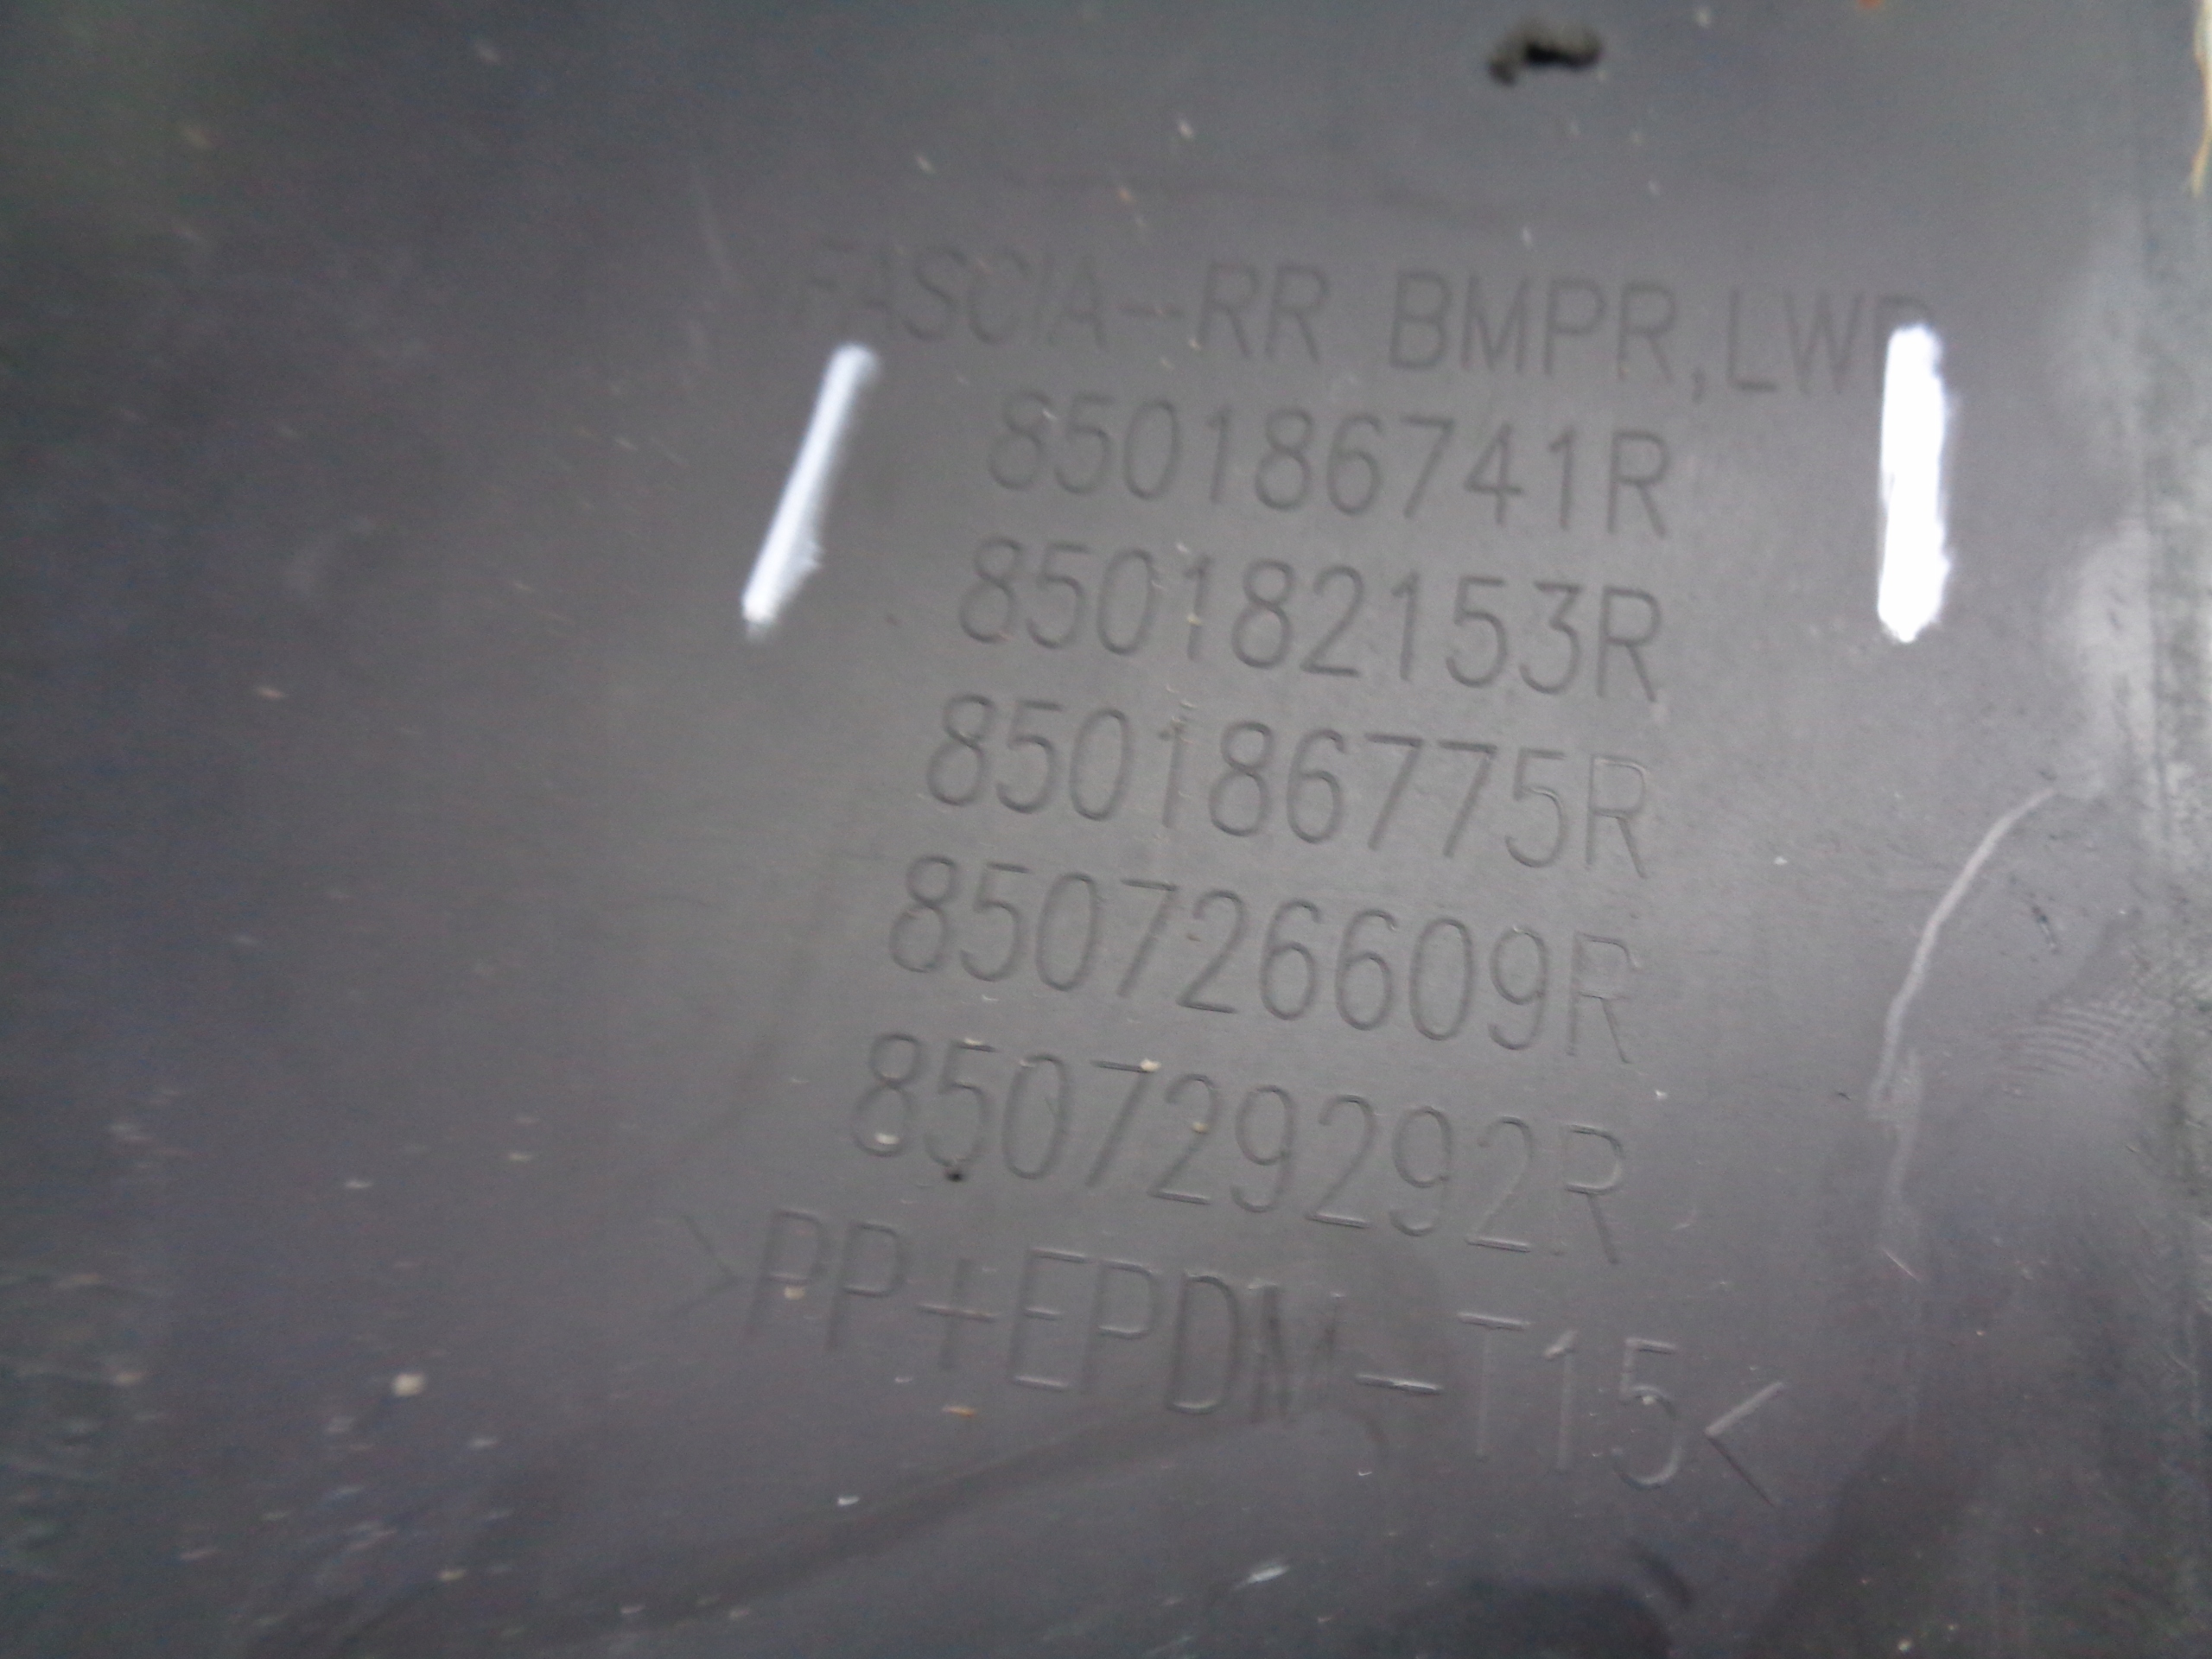 FASCIA-RR BMPR,LWR
850186741R
850182153R
850186775R
850726609R
850729292R
>PP+EPDM-T15<